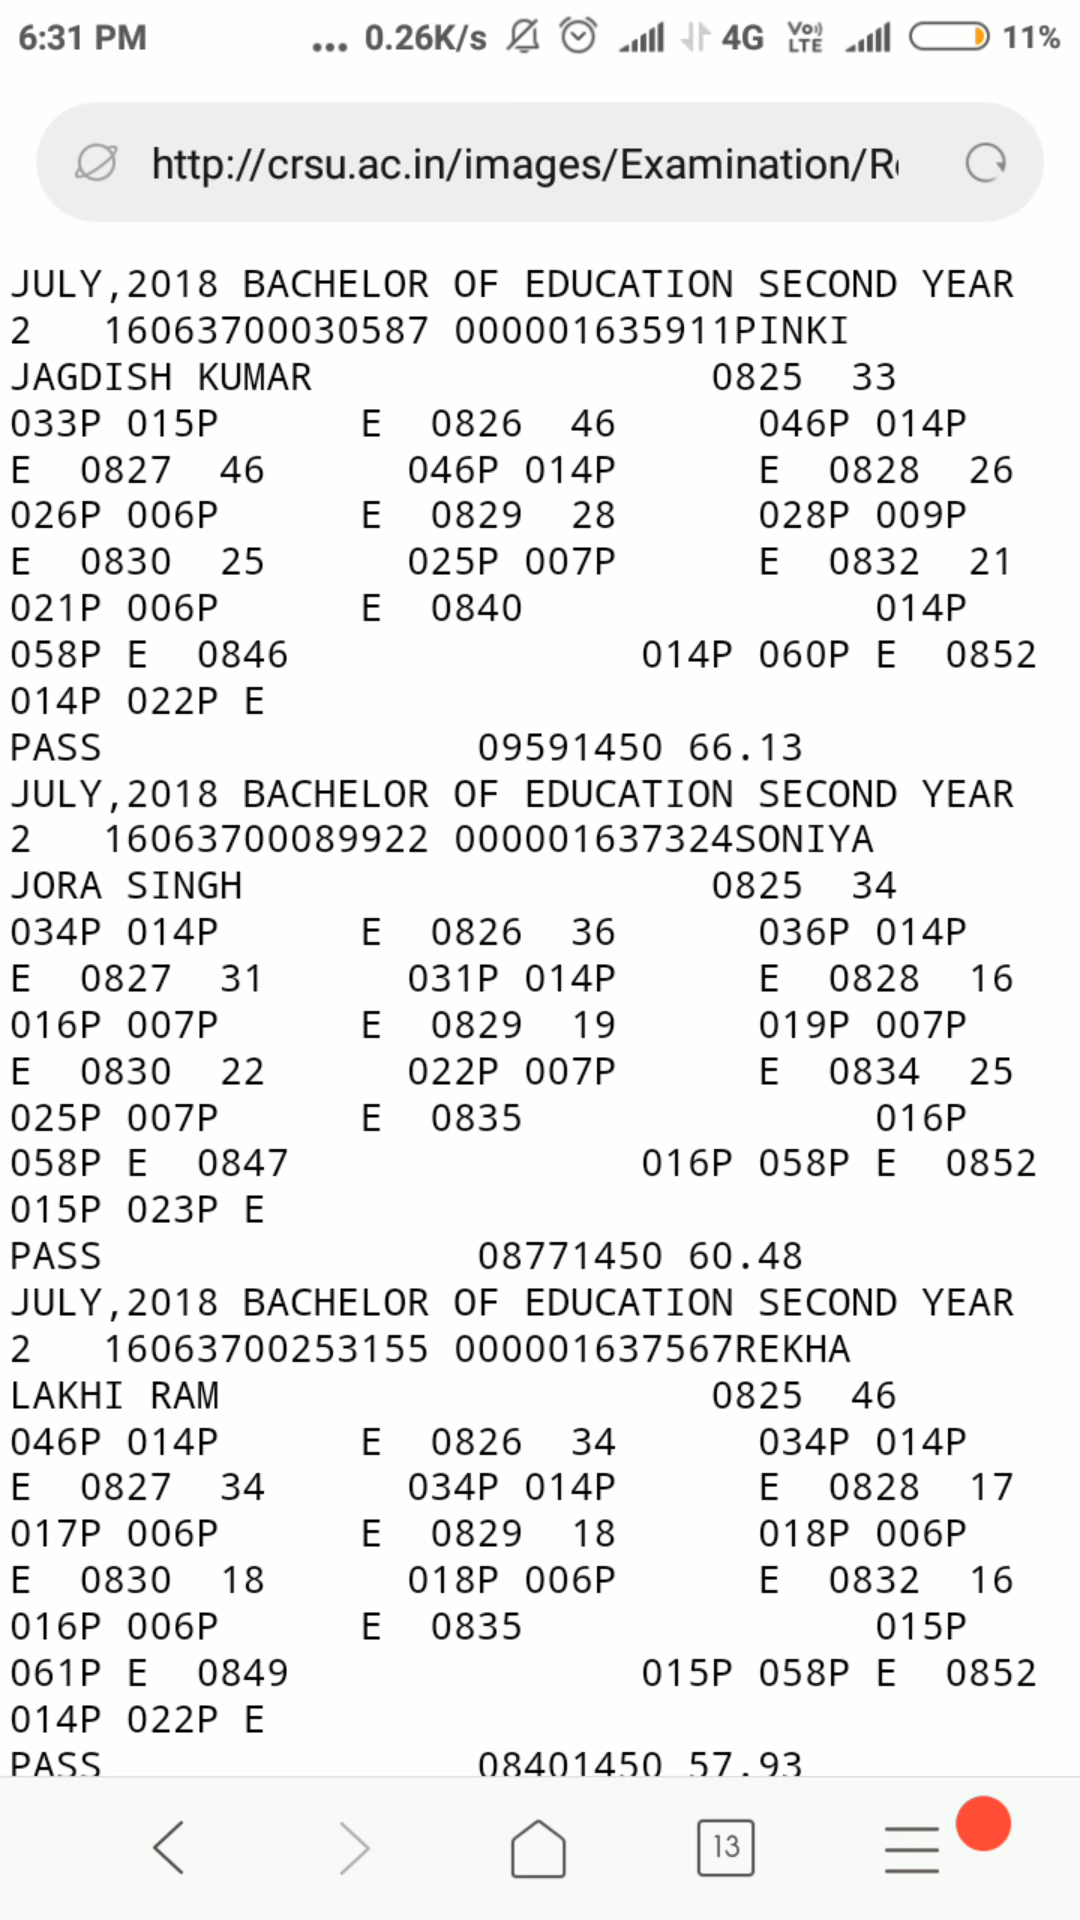 6:31 PM ... 0.26K/s 4G Vo)) LTE 11%
http://crsu.ac.in/images/Examination/R
JULY,2018 BACHELOR OF EDUCATION SECOND YEAR
2 16063700030587 000001635911PINKI
JAGDISH KUMAR 0825 33
033P 015P E 0826 46 046P 014P
E 0827 46 046P 014P E 0828 26
026P 006P E 0829 28 028P 009P
E 0830 25 025P 007P E 0832 21
021P 006P E 0840 014P
058P E 0846 014P 060P E 0852
014P 022P E
PASS 09591450 66.13
JULY,2018 BACHELOR OF EDUCATION SECOND YEAR
2 16063700089922 000001637324SONIYA
JORA SINGH 0825 34
034P 014P E 0826 36 036P 014P
E 0827 31 031P 014P E 0828 16
016P 007P E 0829 19 019P 007P
E 0830 22 022P 007P E 0834 25
025P 007P E 0835 016P
058P E 0847 016P 058P E 0852
015P 023P E
PASS 08771450 60.48
JULY,2018 BACHELOR OF EDUCATION SECOND YEAR
2 16063700253155 000001637567REKHA
LAKHI RAM 0825 46
046P 014P E 0826 34 034P 014P
E 0827 34 034P 014P E 0828 17
017P 006P E 0829 18 018P 006P
E 0830 18 018P 006P E 0832 16
016P 006P E 0835 015P
061P E 0849 015P 058P E 0852
014P 022P E
PASS 08401450 57.93
13